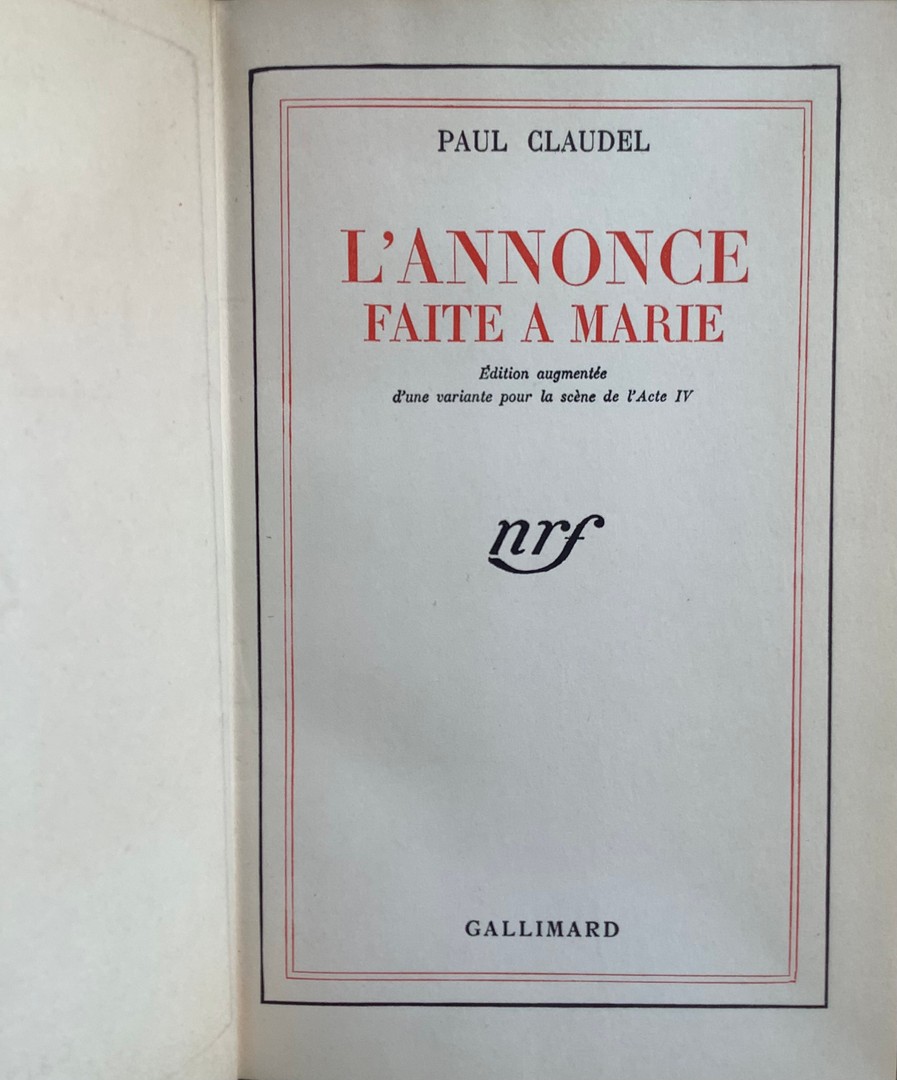 PAUL CLAUDEL
L'ANNONCE
FAITE A MARIE
Édition augmentée
d'une variante pour la scène de l'Acte IV
nrf
GALLIMARD